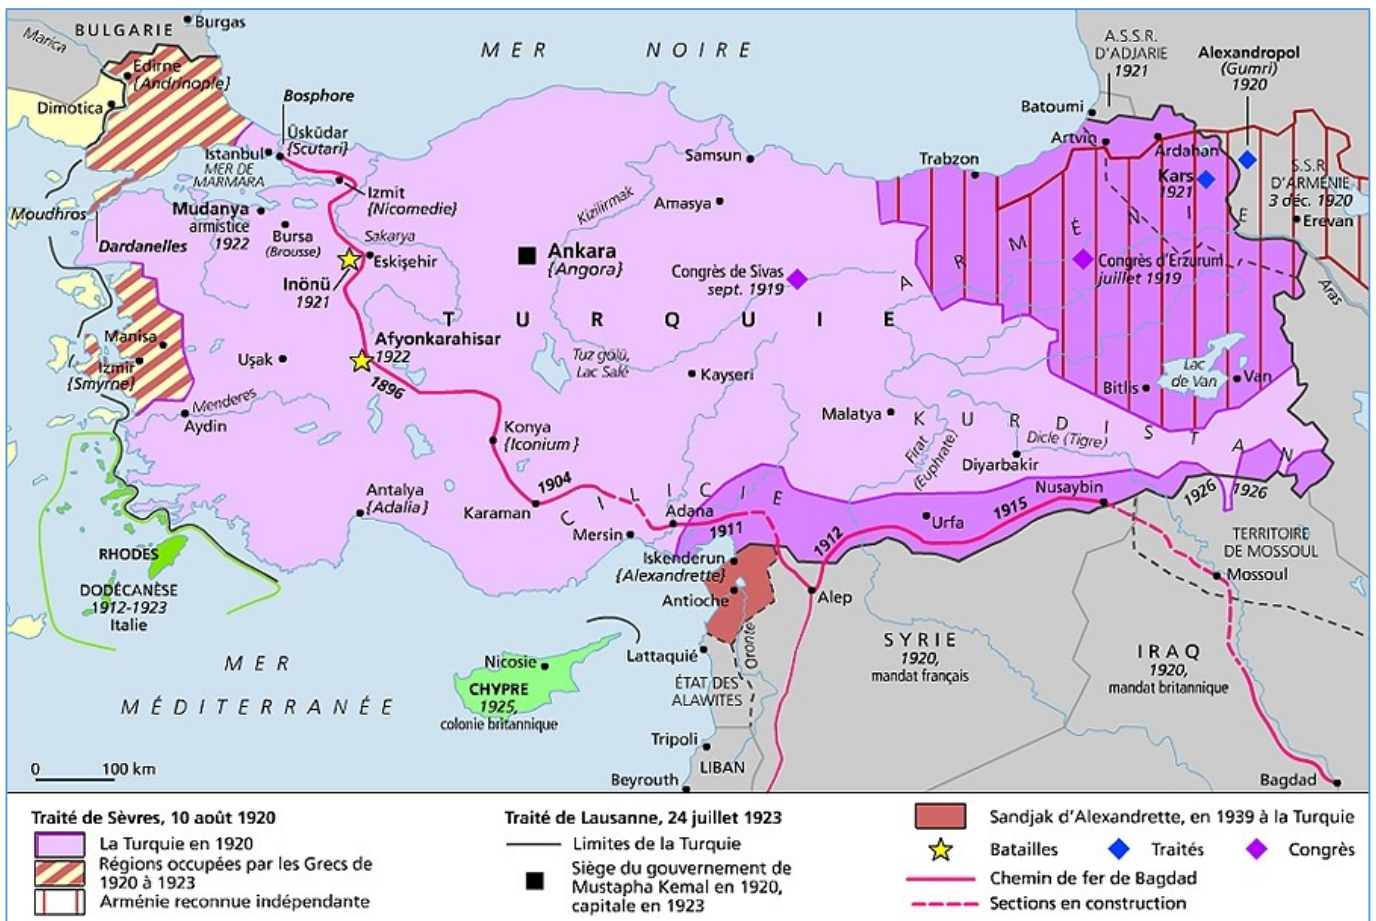 BULGARIE
Burgas
Marica
MER NOIRE
A.S.S.R.
D'ADJARIE
1921
Alexandropol
(Gumri)
1920
Edirne
{Andrinople}
Dimotica
Bosphore
Üsküdar
{Scutari}
Istanbul
MER DE
MARMARA
Batoumi
Artvin
Ardahan
Kars
1921
S.S.R.
D'ARMÉNIE
3 déc. 1920
Erevan
Samsun
Trabzon
Izmit
{Nicomedie}
Kizilirmak
Amasya
Moudhros
Mudanya
armistice
1922
Bursa
(Brousse)
Sakarya
Eskişehir
Dardanelles
Inönü
1921
Ankara
{Angora}
Congrès de Sivas
sept. 1919
ARMÉNIE
Congrès d'Erzurum
juillet 1919
Aras
TURQUIE
Manisa
Izmir
{Smyrne}
Uşak
Afyonkarahisar
1922
1896
Tuz gölü,
Lac Salé
Kayseri
Lac
de Van
Van
Bitlis
Menderes
Aydin
Malatya
KURDISTAN
Firat
(Euphrate)
Dicle (Tigre)
Diyarbakir
Konya
{Iconium }
Antalya
{Adalia}
1904
Karaman
CILICIE
Adana
Mersin
1911
1912
Urfa
1915
Nusaybin
1926
1926
TERRITOIRE
DE MOSSOUL
Mossoul
RHODES
DODÉCANÈSE
1912-1923
Italie
Iskenderun
{Alexandrette}
Antioche
Alep
Oronte
MER
MÉDITERRANÉE
Nicosie
CHYPRE
1925,
colonie britannique
Lattaquié
ÉTAT DES
ALAWITES
SYRIE
1920,
mandat français
IRAQ
1920,
mandat britannique
Tripoli
LIBAN
Beyrouth
Bagdad
0 100 km
Traité de Sèvres, 10 août 1920
La Turquie en 1920
Régions occupées par les Grecs de
1920 à 1923
Arménie reconnue indépendante
Traité de Lausanne, 24 juillet 1923
Limites de la Turquie
Siège du gouvernement de
Mustapha Kemal en 1920,
capitale en 1923
Sandjak d'Alexandrette, en 1939 à la Turquie
Batailles
Traités
Congrès
Chemin de fer de Bagdad
Sections en construction